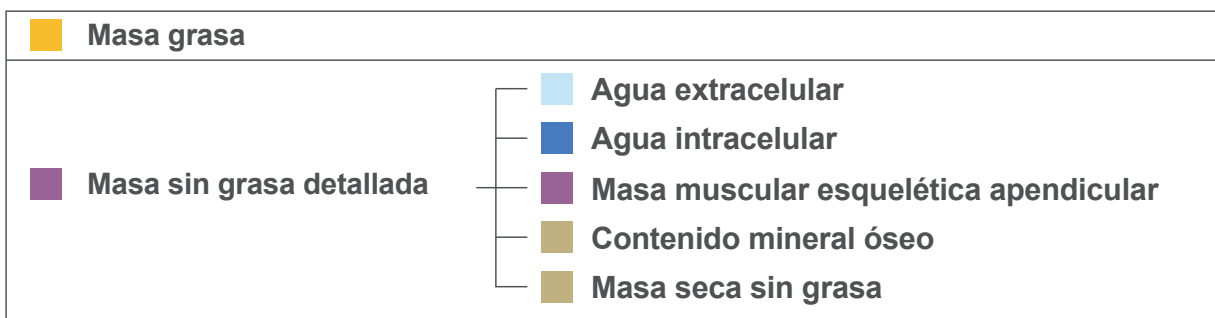 Masa grasa
Agua extracelular
Agua intracelular
Masa sin grasa detallada
Masa muscular esquelética apendicular
Contenido mineral óseo
Masa seca sin grasa